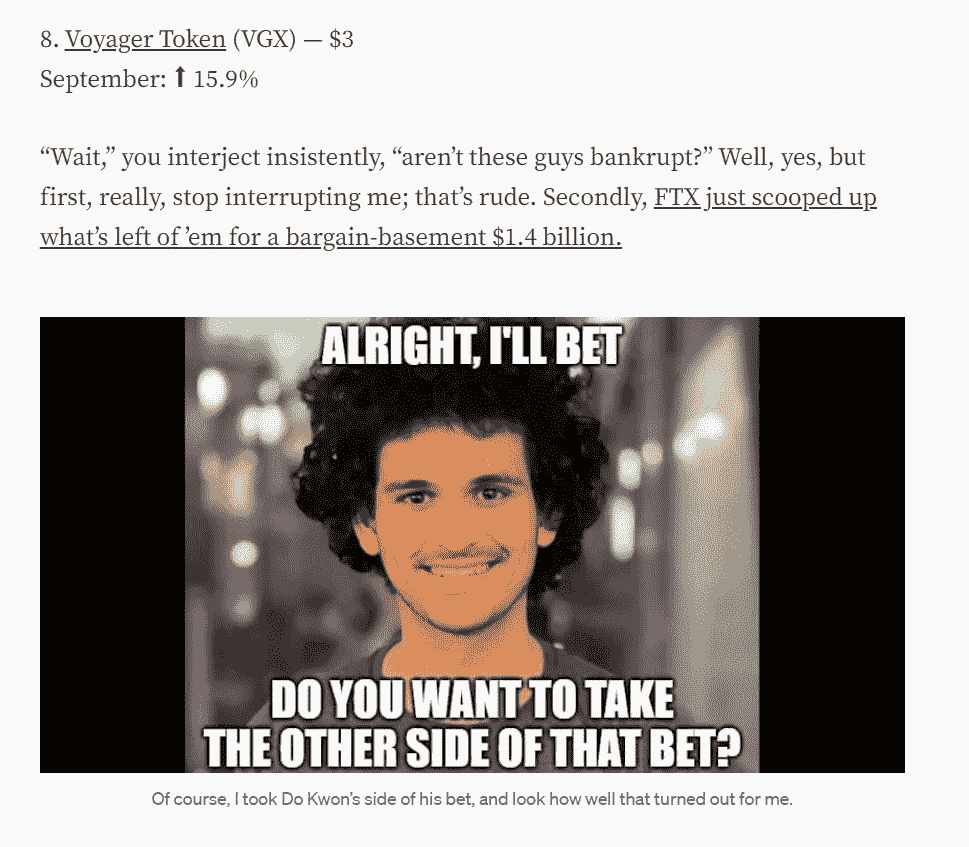 8. Voyager Token (VGX) — $3
September: ⬆ 15.9%
“Wait,” you interject insistently, “aren’t these guys bankrupt?” Well, yes, but
first, really, stop interrupting me; that’s rude. Secondly, FTX just scooped up
what’s left of ’em for a bargain-basement $1.4 billion.
ALRIGHT, I'LL BET
DO YOU WANT TO TAKE
THE OTHER SIDE OF THAT BET?
Of course, I took Do Kwon’s side of his bet, and look how well that turned out for me.